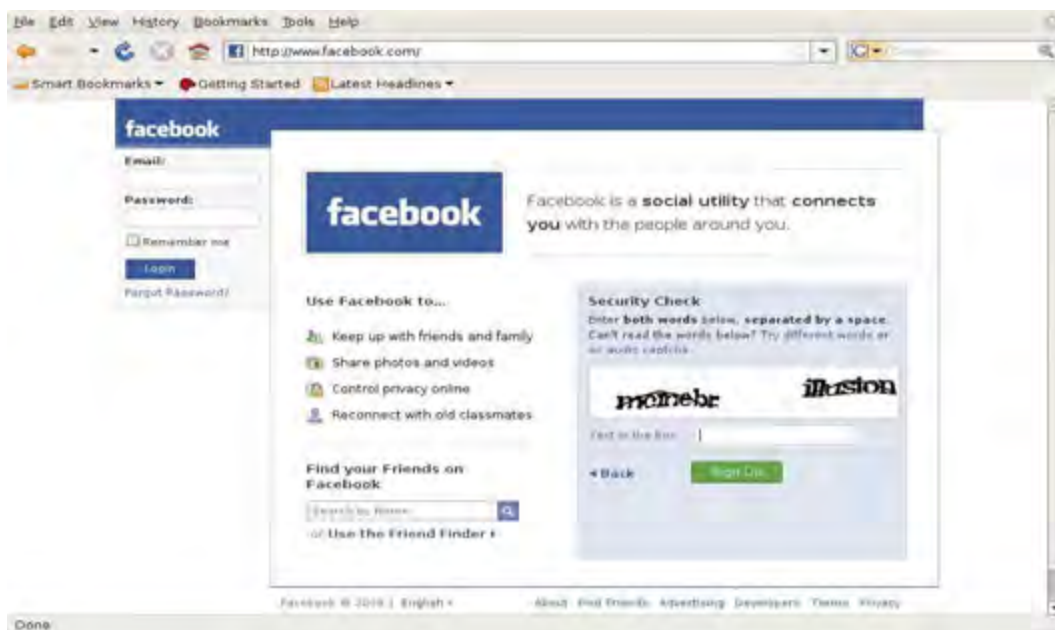 File Edit View History Bookmarks Tools Help
http://www.facebook.com/
Smart Bookmarks Getting Started Latest Headlines
facebook
Email:
Password:
Remember me
Login
Forgot Password?
facebook
Facebook is a social utility that connects
you with the people around you.
Use Facebook to...
Keep up with friends and family
Share photos and videos
Control privacy online
Reconnect with old classmates
Find your Friends on
Facebook
Search by Name
or Use the Friend Finder
Security Check
Enter both words below, separated by a space.
Can't read the words below? Try different words or
an audio captcha.
illusion
Text in the box:
Back
Sign Up
Facebook © English
About Find Friends Advertising Developers Terms Privacy
Done